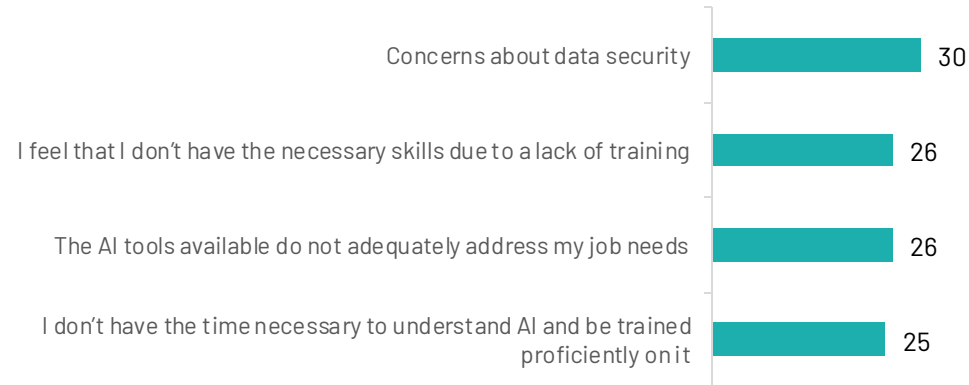 Concerns about data security
30
I feel that I don’t have the necessary skills due to a lack of training
26
The AI tools available do not adequately address my job needs
26
I don’t have the time necessary to understand AI and be trained
proficiently on it
25